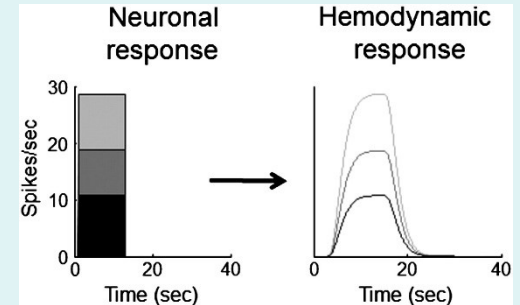 Neuronal
response
Hemodynamic
response
Spikes/sec
30
20
10
0
0 20 40
Time (sec)
0 20 40
Time (sec)